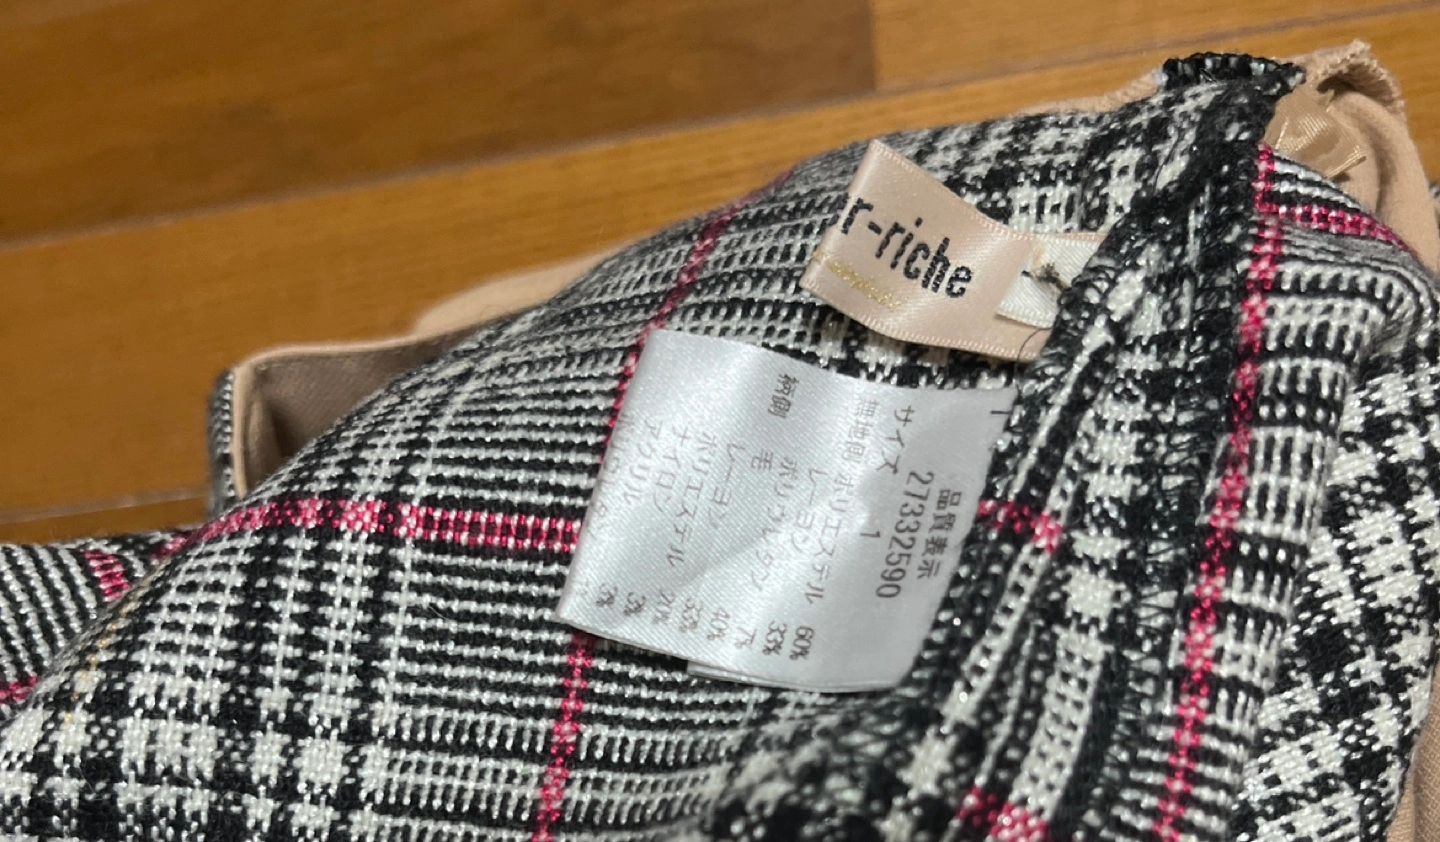 r-riche
品質表示
27332590
サイズ 1
無地側 ポリエステル 60%
レーヨン 33%
ポリウレタン 7%
柄側 毛 40%
レーヨン
ポリエステル 20%
ナイロン 3%
アクリル 3%